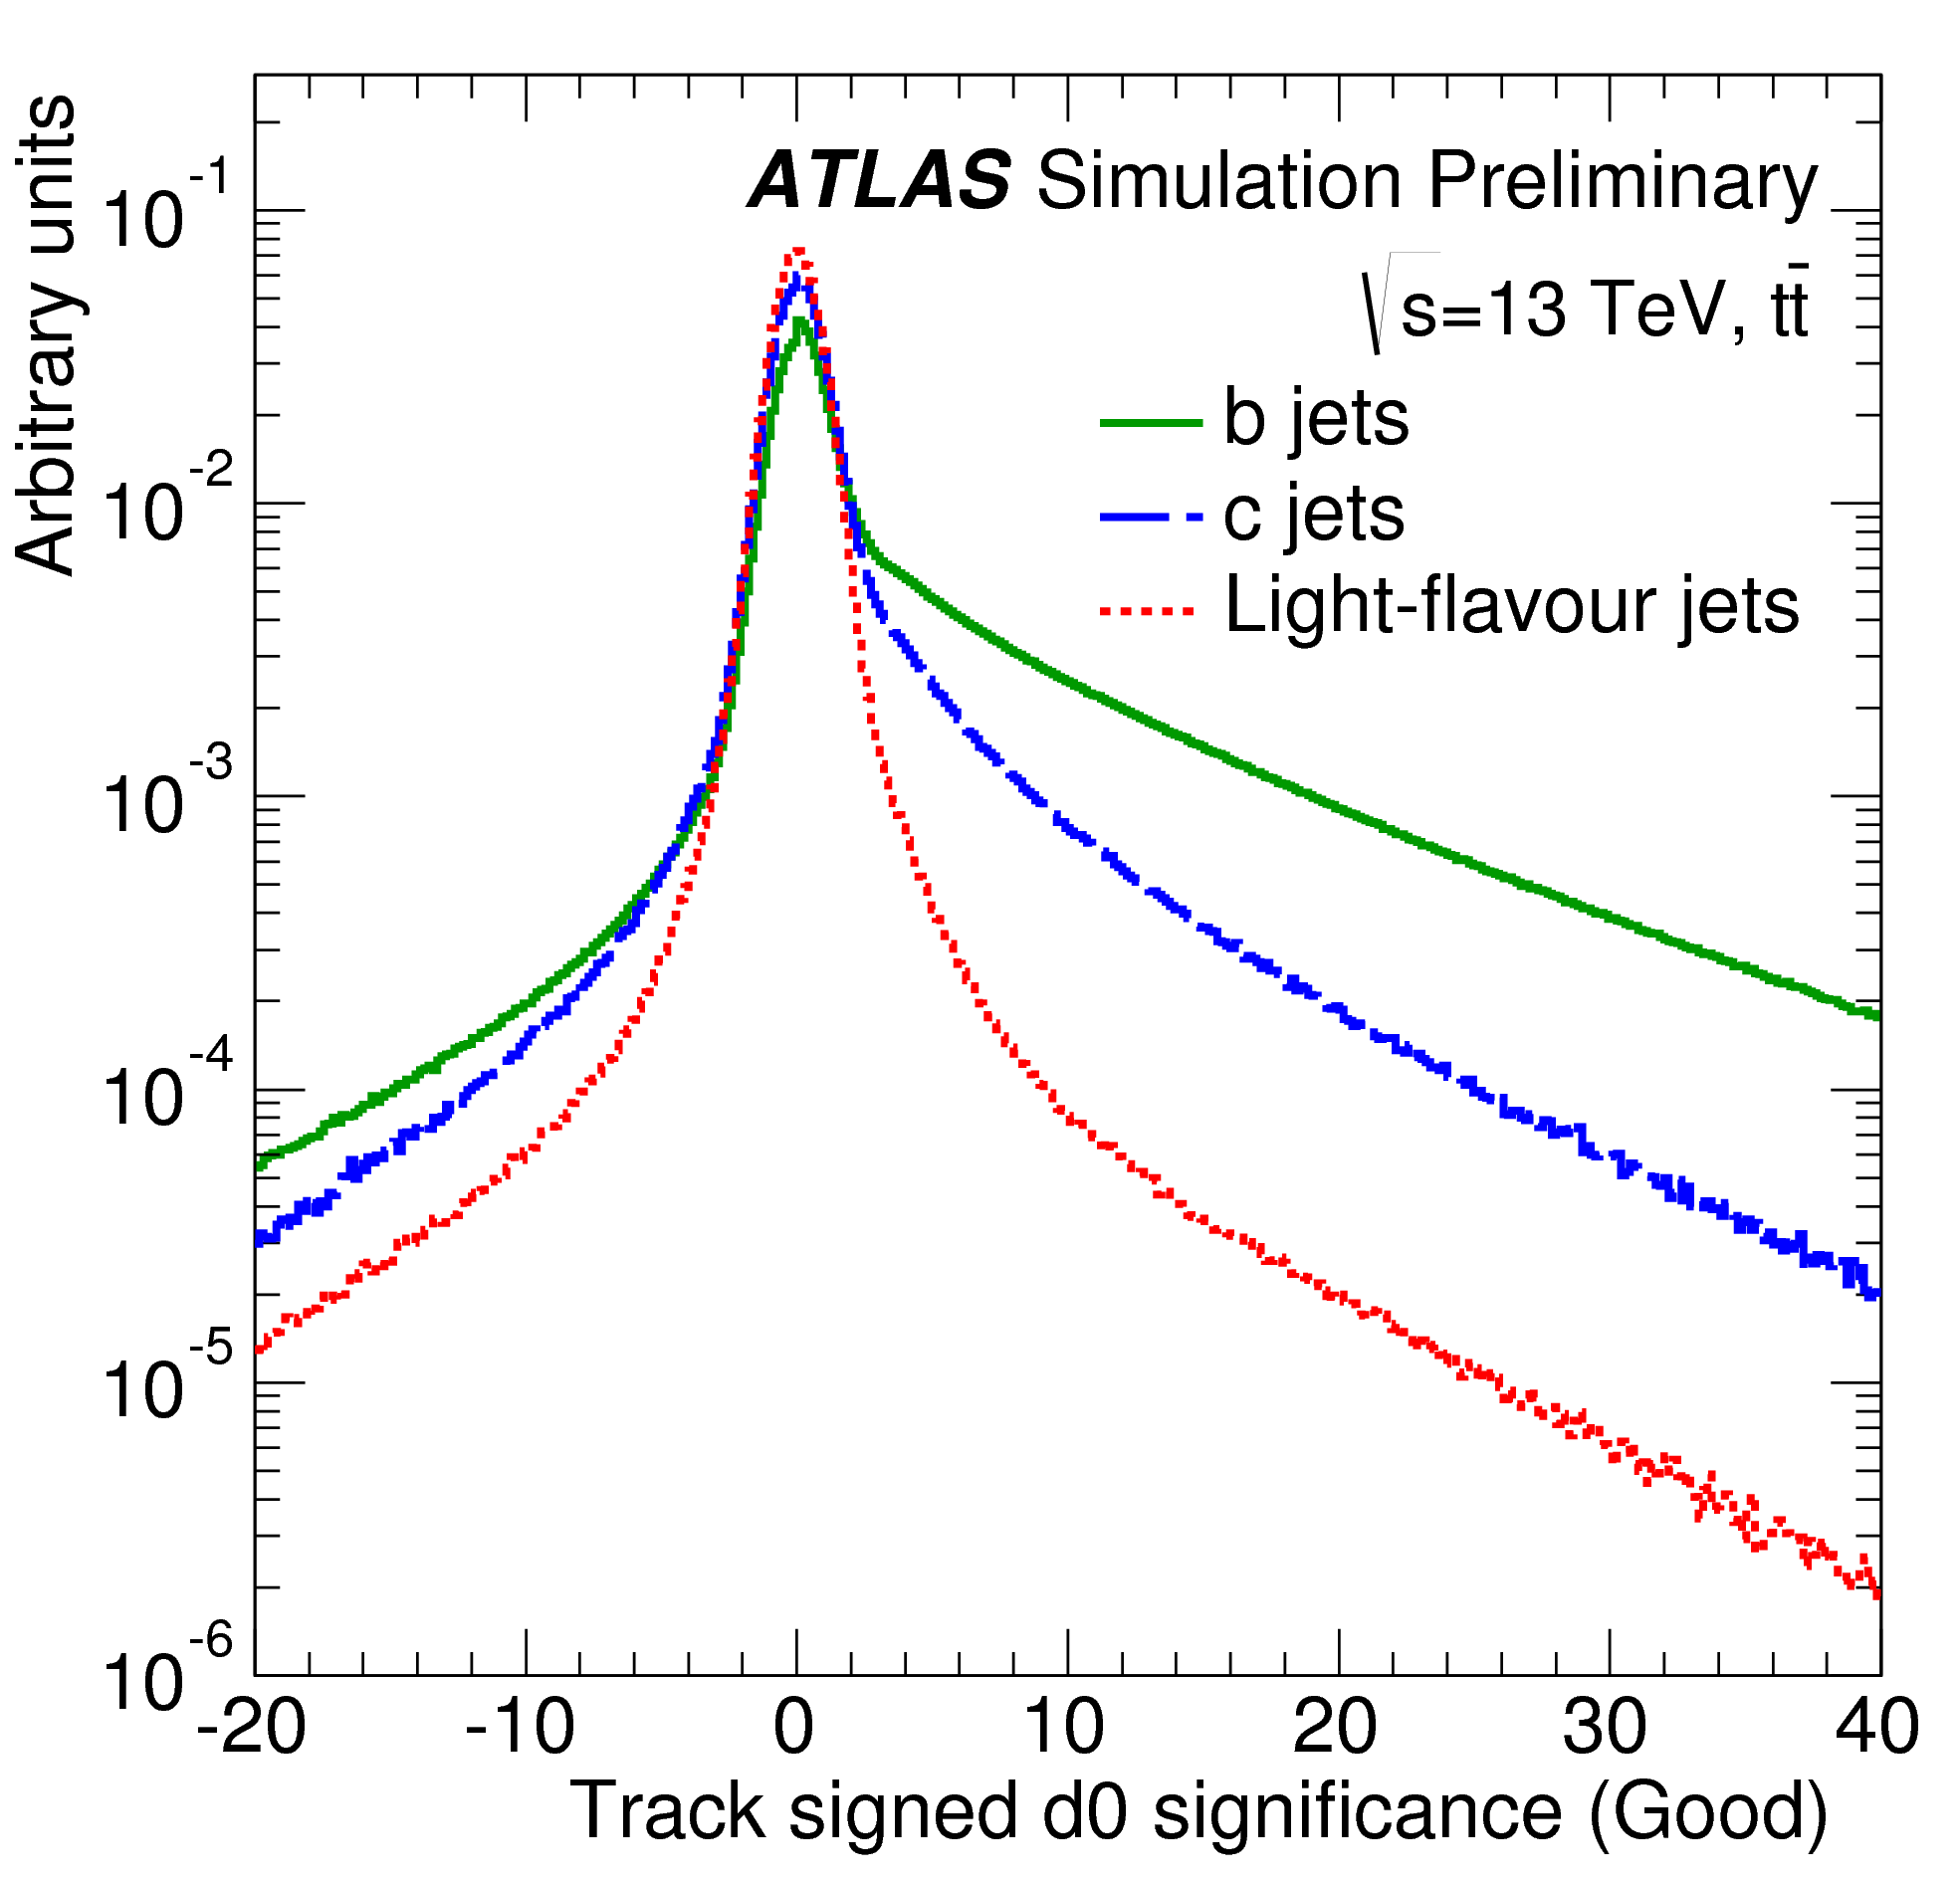 Arbitrary units
ATLAS Simulation Preliminary
√s=13 TeV, tt̄
b jets
c jets
Light-flavour jets
10⁻¹
10⁻²
10⁻³
10⁻⁴
10⁻⁵
10⁻⁶
-20 -10 0 10 20 30 40
Track signed d0 significance (Good)